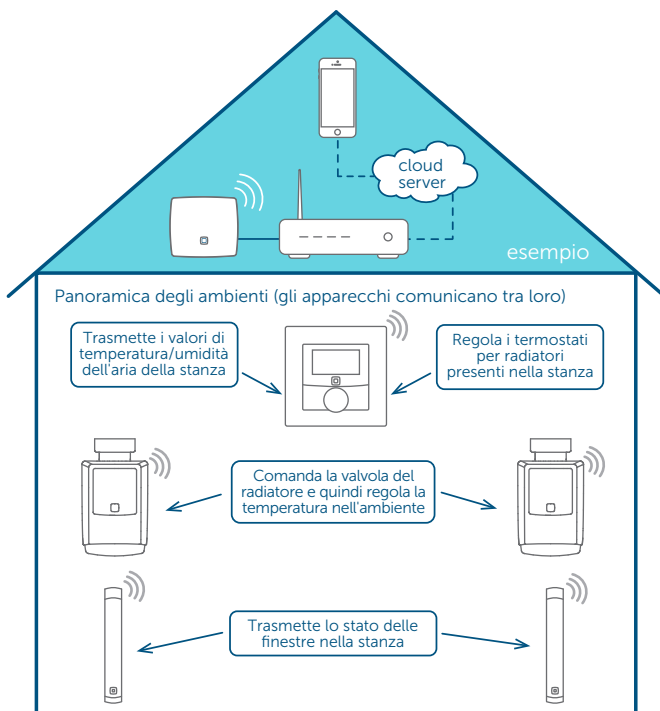 cloud
server
esempio
Panoramica degli ambienti (gli apparecchi comunicano tra loro)
Trasmette i valori di
temperatura/umidità
dell'aria della stanza
Regola i termostati
per radiatori
presenti nella stanza
Comanda la valvola del
radiatore e quindi regola la
temperatura nell'ambiente
Trasmette lo stato delle
finestre nella stanza